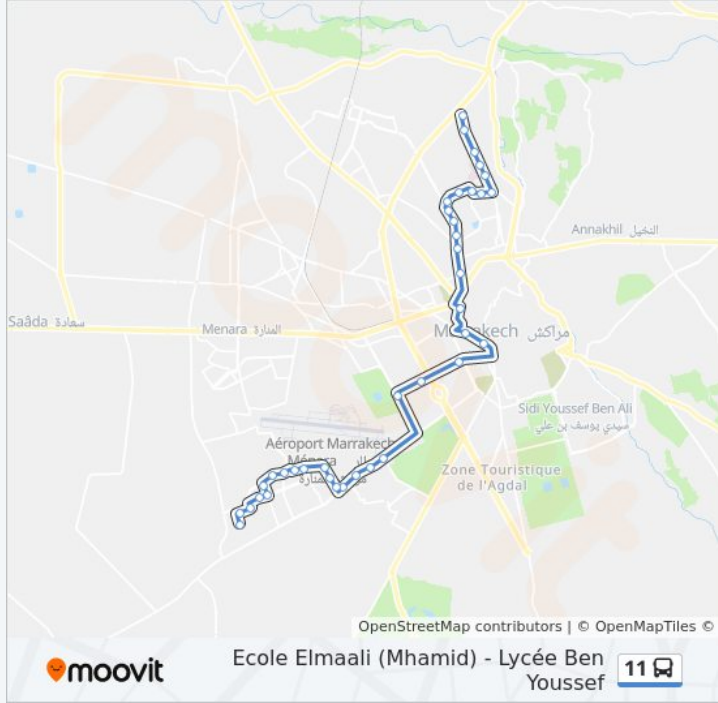 Annakhil النخيل
Saâda سعادة
Menara المنارة
Marrakech مراكش
Sidi Youssef Ben Ali
سيدي يوسف بن علي
Aéroport Marrakech
Ménara
المنارة
Zone Touristique
de l'Agdal
OpenStreetMap contributors | © OpenMapTiles ©
moovit
Ecole Elmaali (Mhamid) - Lycée Ben
Youssef
11